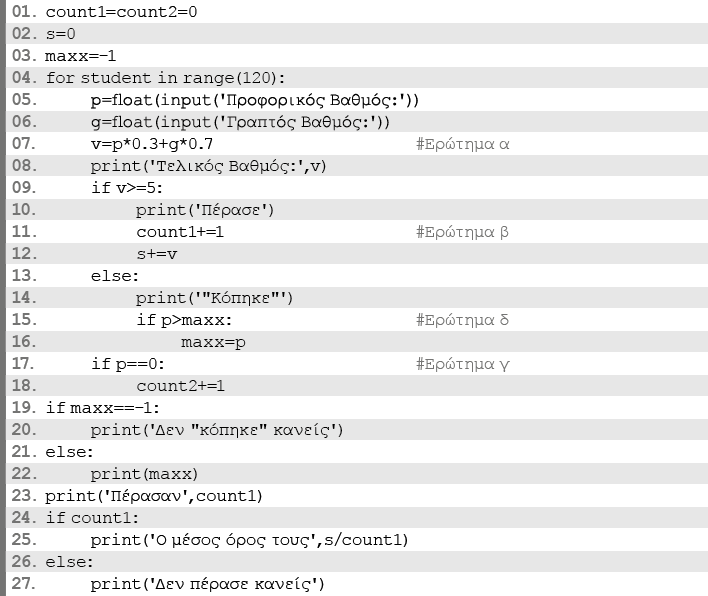 01. count1=count2=0
02. s=0
03. maxx=-1
04. for student in range(120):
05. p=float(input('Προφορικός Βαθμός:'))
06. g=float(input('Γραπτός Βαθμός:'))
07. v=p*0.3+g*0.7 #Ερώτημα α
08. print('Τελικός Βαθμός:',v)
09. if v>=5:
10. print('Πέρασε')
11. count1+=1 #Ερώτημα β
12. s+=v
13. else:
14. print('"Κόπηκε"')
15. if p>maxx: #Ερώτημα δ
16. maxx=p
17. if p==0: #Ερώτημα γ
18. count2+=1
19. if maxx==-1:
20. print('Δεν "κόπηκε" κανείς')
21. else:
22. print(maxx)
23. print('Πέρασαν',count1)
24. if count1:
25. print('Ο μέσος όρος τους',s/count1)
26. else:
27. print('Δεν πέρασε κανείς')